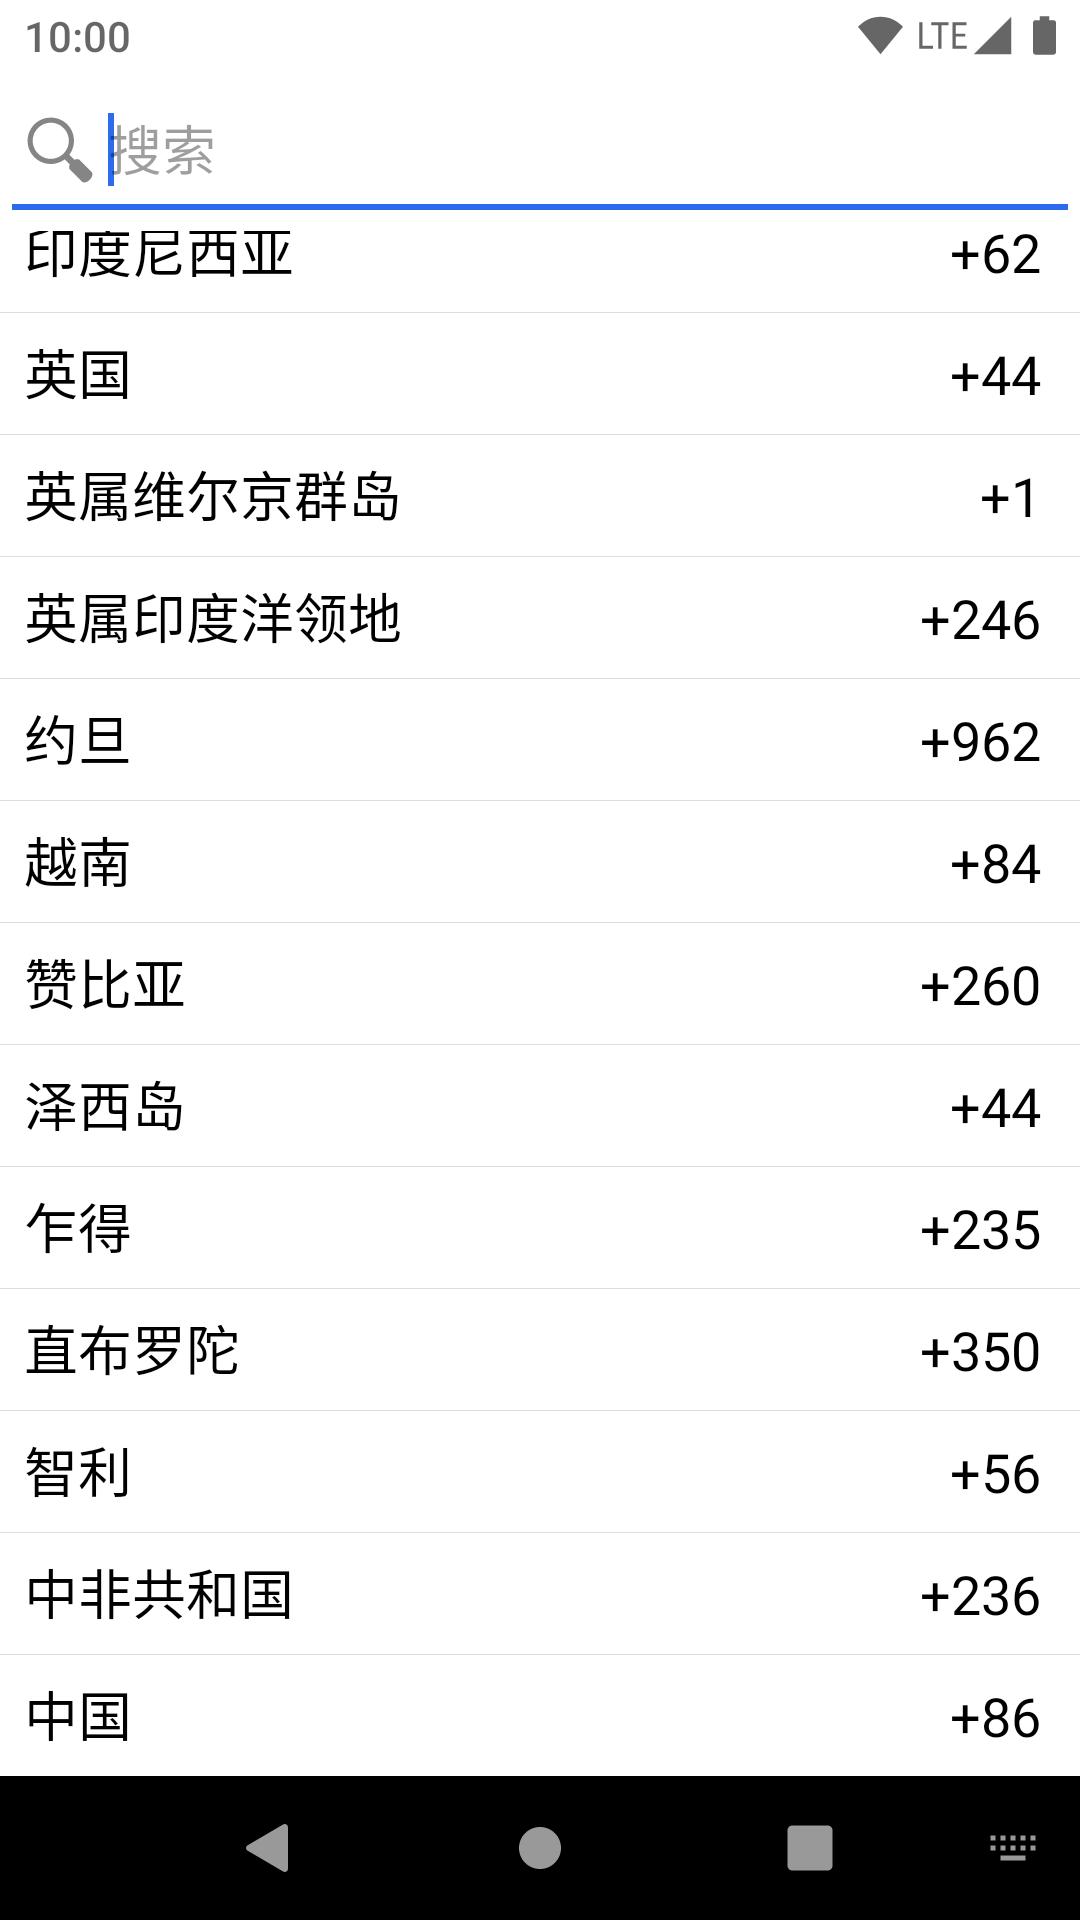 10:00 LTE
搜索
印度尼西亚 +62
英国 +44
英属维尔京群岛 +1
英属印度洋领地 +246
约旦 +962
越南 +84
赞比亚 +260
泽西岛 +44
乍得 +235
直布罗陀 +350
智利 +56
中非共和国 +236
中国 +86